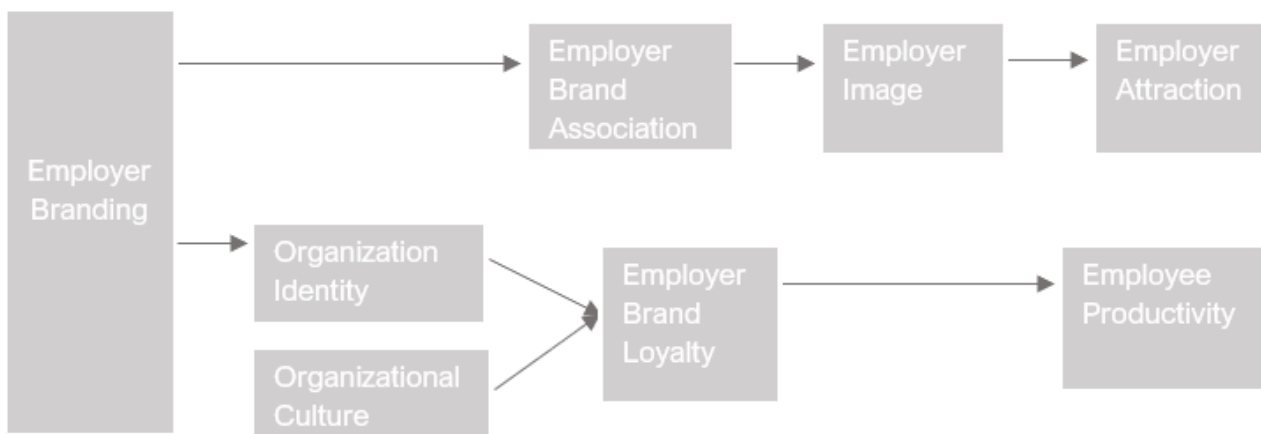 Employer
Branding
Employer
Brand
Association
Employer
Image
Employer
Attraction
Organization
Identity
Organizational
Culture
Employer
Brand
Loyalty
Employee
Productivity